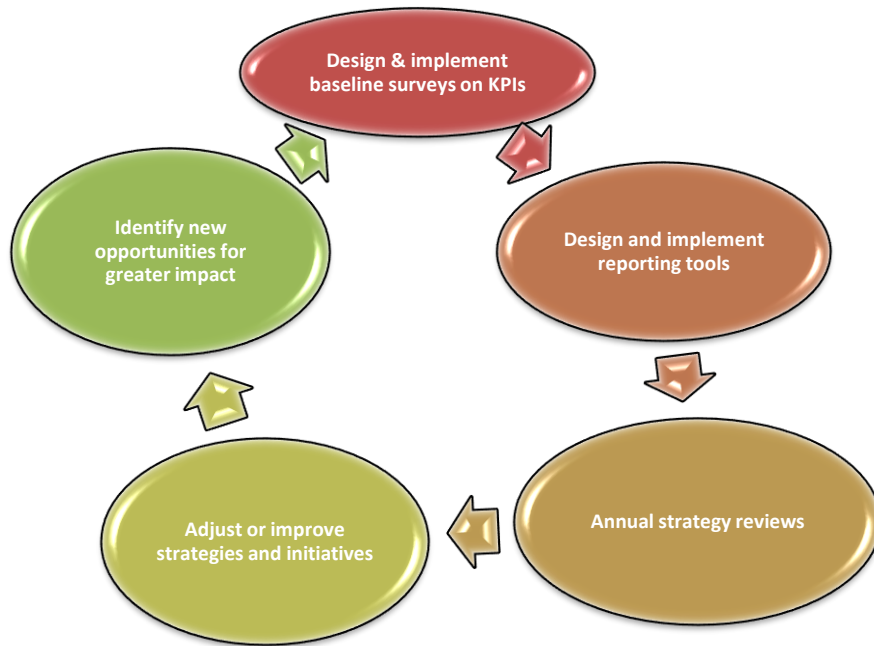 Design & implement
baseline surveys on KPIs
Design and implement
reporting tools
Annual strategy reviews
Adjust or improve
strategies and initiatives
Identify new
opportunities for
greater impact